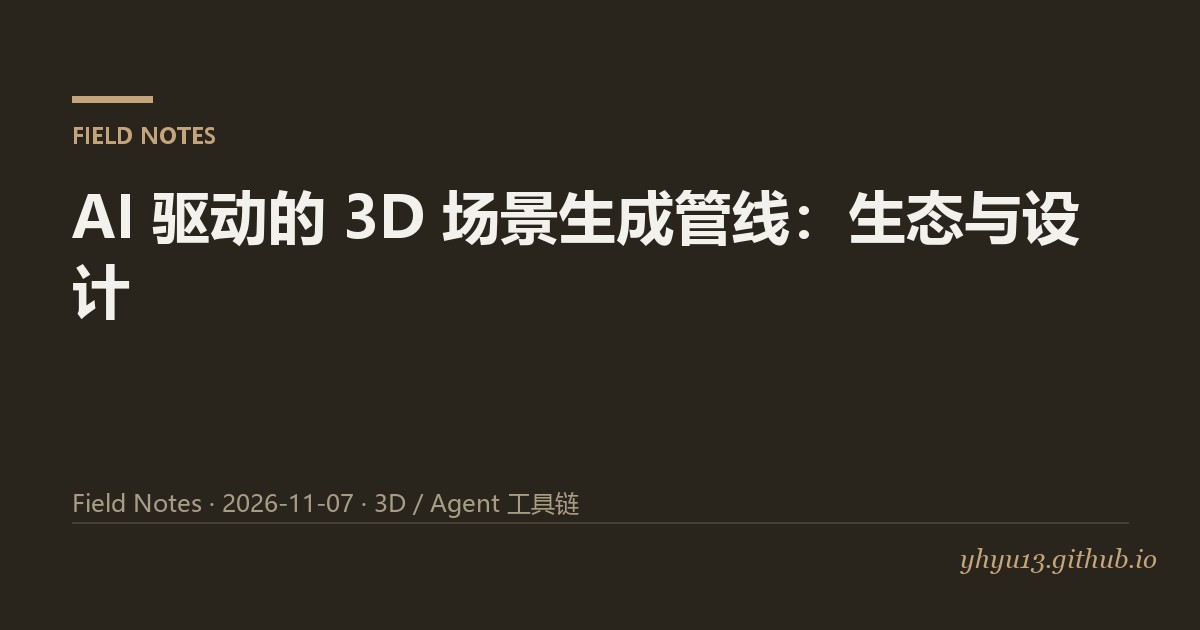 FIELD NOTES
AI 驱动的 3D 场景生成管线：生态与设
计
Field Notes · 2026-11-07 · 3D / Agent 工具链
yhyu13.github.io